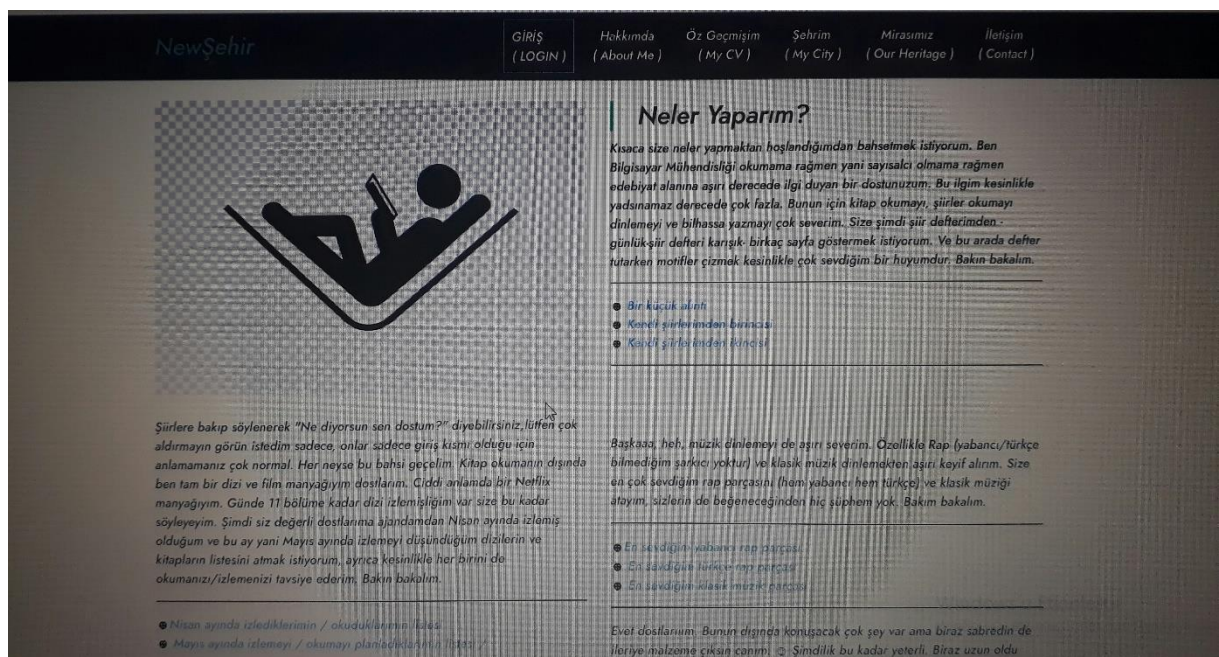 NewŞehir
GİRİŞ
( LOGIN )
Hakkımda
( About Me )
Öz Geçmişim
( My CV )
Şehrim
( My City )
Mirasımız
( Our Heritage )
İletişim
( Contact )
Neler Yaparım?
Kısaca size neler yapmaktan hoşlandığımdan bahsetmek istiyorum. Ben
Bilgisayar Mühendisliği okumama rağmen yani sayısalcı olmama rağmen
edebiyat alanına aşırı derecede ilgi duyan bir dostunuzum. Bu ilgim kesinlikle
yadsınamaz derecede çok fazla. Bunun için kitap okumayı, şiirler okumayı
dinlemeyi ve bilhassa yazmayı çok severim. Size şimdi şiir defterimden -
günlük-şiir defteri karışık- birkaç sayfa göstermek istiyorum. Ve bu arada defter
tutarken motifler çizmek kesinlikle çok sevdiğim bir huyumdur. Bakın bakalım.
Bir küçük alıntı
Kendi şiirlerimden birincisi
Kendi şiirlerimden ikincisi
Şiirlere bakıp söylenerek "Ne diyorsun sen dostum?" diyebilirsiniz,lütfen çok
aldırmayın görün istedim sadece, onlar sadece giriş kısmı olduğu için
anlamamanız çok normal. Her neyse bu bahsi geçelim. Kitap okumanın dışında
ben tam bir dizi ve film manyağıyım dostlarım. Ciddi anlamda bir Netflix
manyağıyım. Günde 11 bölüme kadar dizi izlemişliğim var size bu kadar
söyleyeyim. Şimdi siz değerli dostlarıma ajandamdan Nisan ayında izlemiş
olduğum ve bu ay yani Mayıs ayında izlemeyi düşündüğüm dizilerin ve
kitapların listesini atmak istiyorum, ayrıca kesinlikle her birini de
okumanızı/izlemenizi tavsiye ederim. Bakın bakalım.
Nisan ayında izlediklerimin / okuduklarımın listesi
Mayıs ayında izlemeyi / okumayı planladıklarımın listesi /
Başkaaa, heh, müzik dinlemeyi de aşırı severim. Özellikle Rap (yabancı/türkçe
bilmediğim şarkıcı yoktur) ve klasik müzik dinlemekten aşırı keyif alırım. Size
en çok sevdiğim rap parçasını (hem yabancı hem türkçe) ve klasik müziği
atayım, sizlerin de beğeneceğinden hiç şüphem yok. Bakım bakalım.
En sevdiğim yabancı rap parçası
En sevdiğim türkçe rap parçası
En sevdiğim klasik müzik parçası
Evet dostlarıım. Bunun dışında konuşacak çok şey var ama biraz sabredin de
ileriye malzeme çıksın canım. ☺ Şimdilik bu kadar yeterli. Biraz uzun oldu